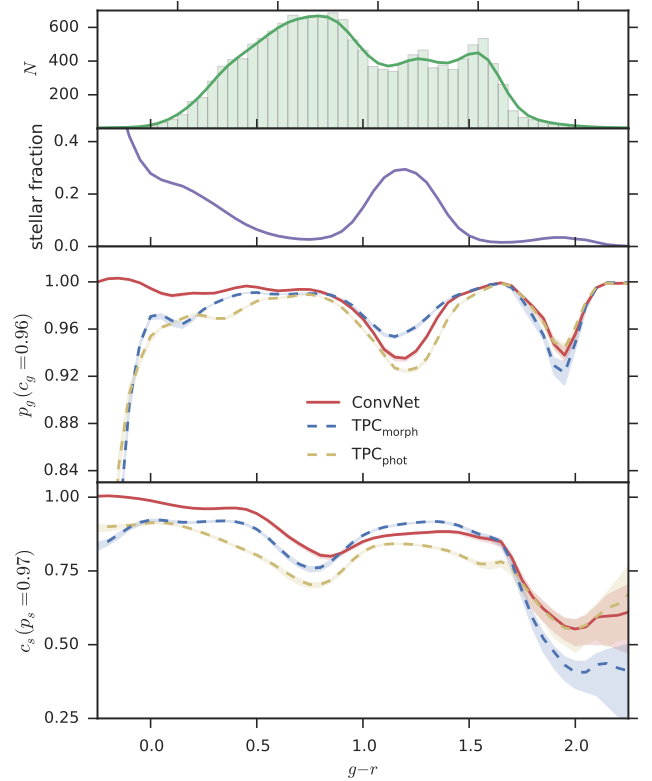 600
400
200
N
0.4
0.2
0.0
stellar fraction
1.00
0.96
0.92
0.88
0.84
p_g (c_g = 0.96)
ConvNet
TPC_morph
TPC_phot
1.00
0.75
0.50
0.25
c_s (p_s = 0.97)
0.0 0.5 1.0 1.5 2.0
g−r